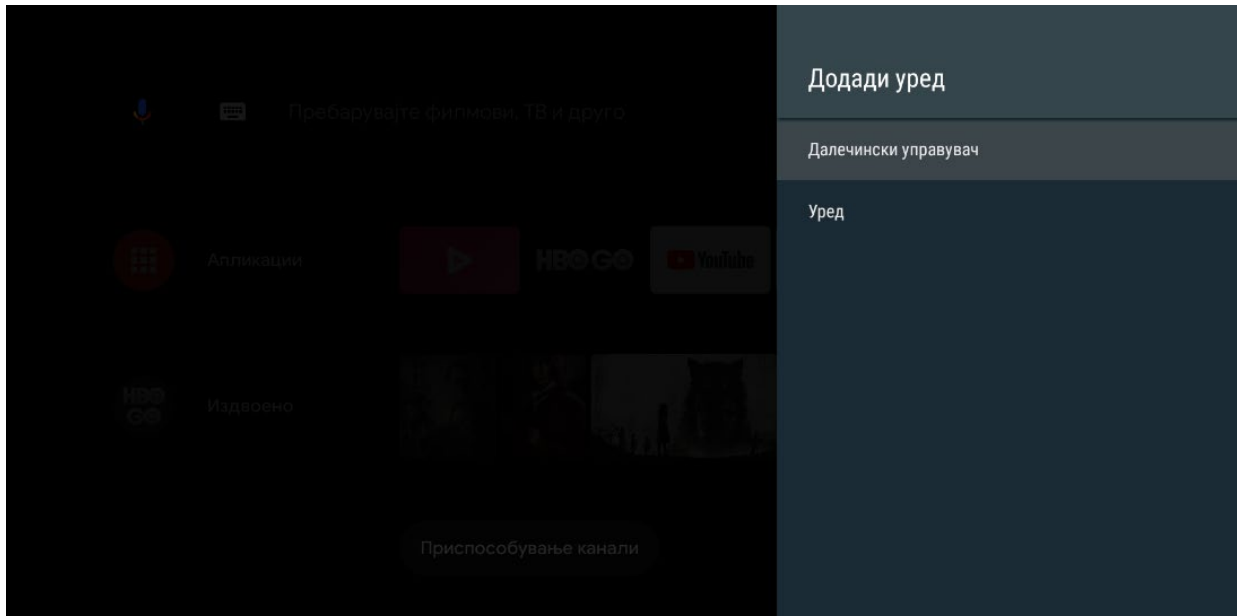 Додади уред
Далечински управувач
Уред
Пребарувајте филмови, ТВ и друго
Апликации
HBO GO
YouTube
HBO
GO
Издвоено
Приспособување канали